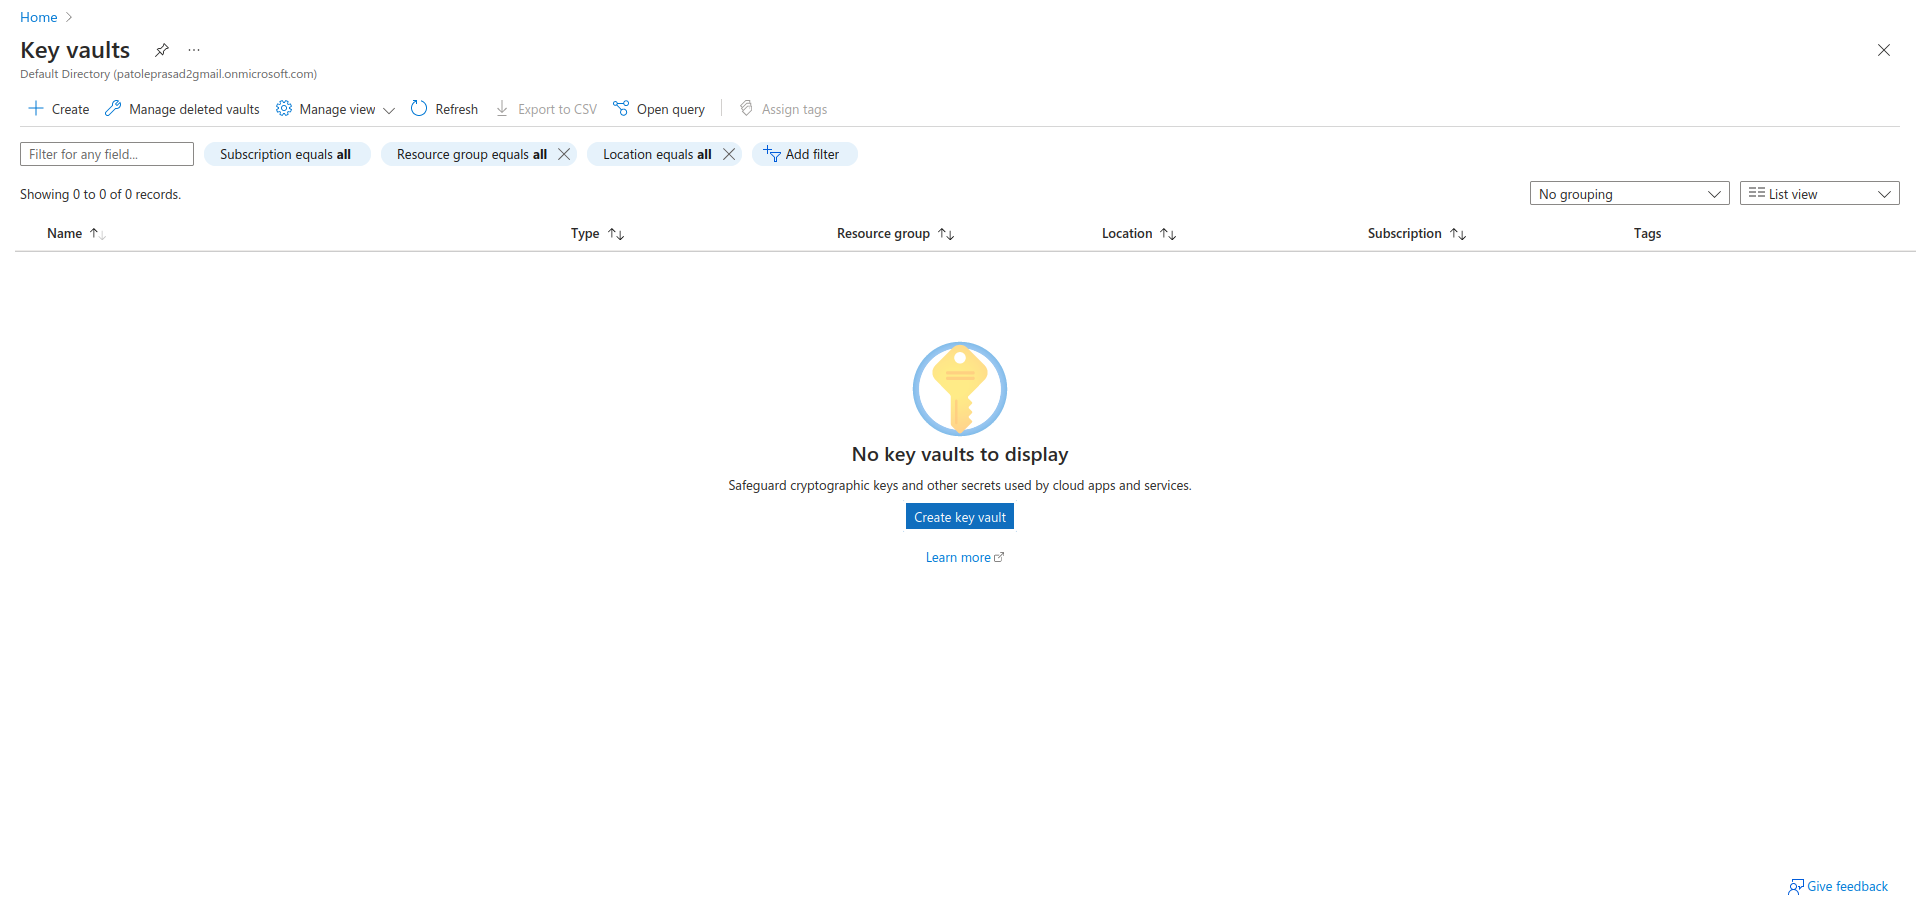 Home
Key vaults
Default Directory (patoleprasad2gmail.onmicrosoft.com)
Create Manage deleted vaults Manage view Refresh Export to CSV Open query Assign tags
Filter for any field... Subscription equals all Resource group equals all Location equals all Add filter
Showing 0 to 0 of 0 records. No grouping List view
Name Type Resource group Location Subscription Tags
No key vaults to display
Safeguard cryptographic keys and other secrets used by cloud apps and services.
Create key vault
Learn more
Give feedback